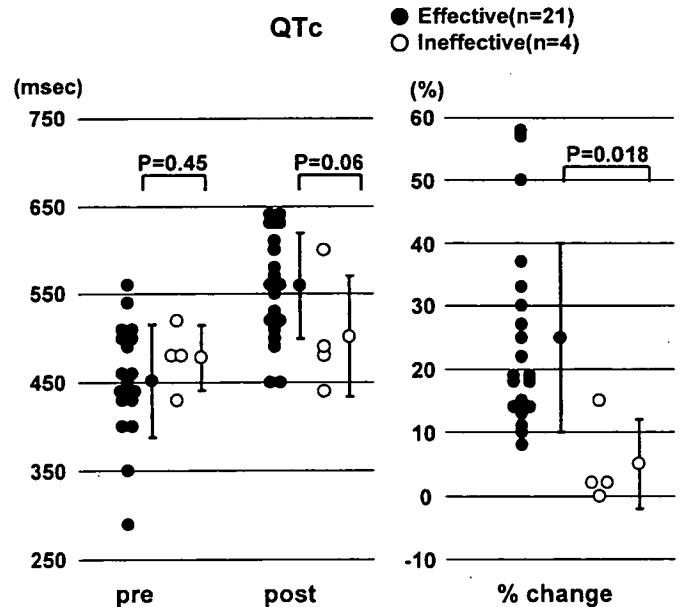 QTc
Effective(n=21)
Ineffective(n=4)
(msec)
750
650
550
450
350
250
P=0.45
P=0.06
pre
post
(%)
60
50
40
30
20
10
0
-10
P=0.018
% change